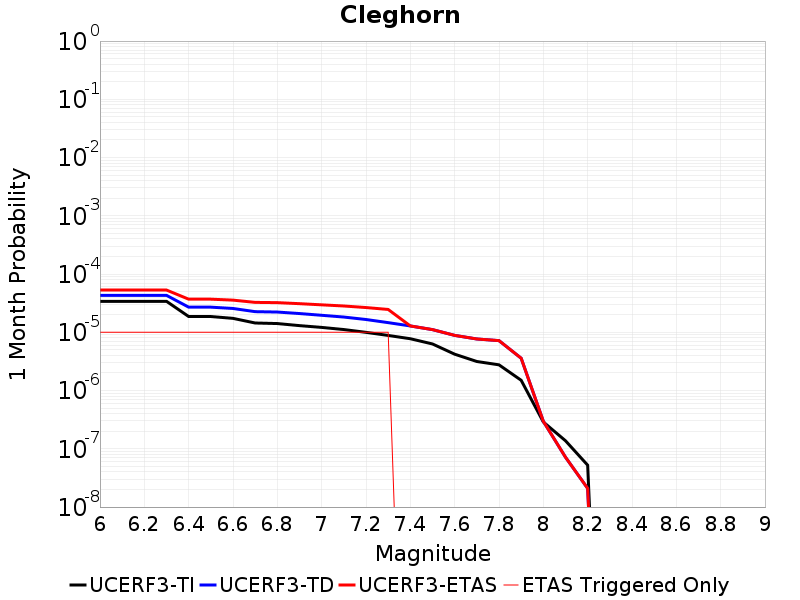 Cleghorn
1 Month Probability
10^0
10^-1
10^-2
10^-3
10^-4
10^-5
10^-6
10^-7
10^-8
6 6.2 6.4 6.6 6.8 7 7.2 7.4 7.6 7.8 8 8.2 8.4 8.6 8.8 9
Magnitude
UCERF3-TI UCERF3-TD UCERF3-ETAS ETAS Triggered Only